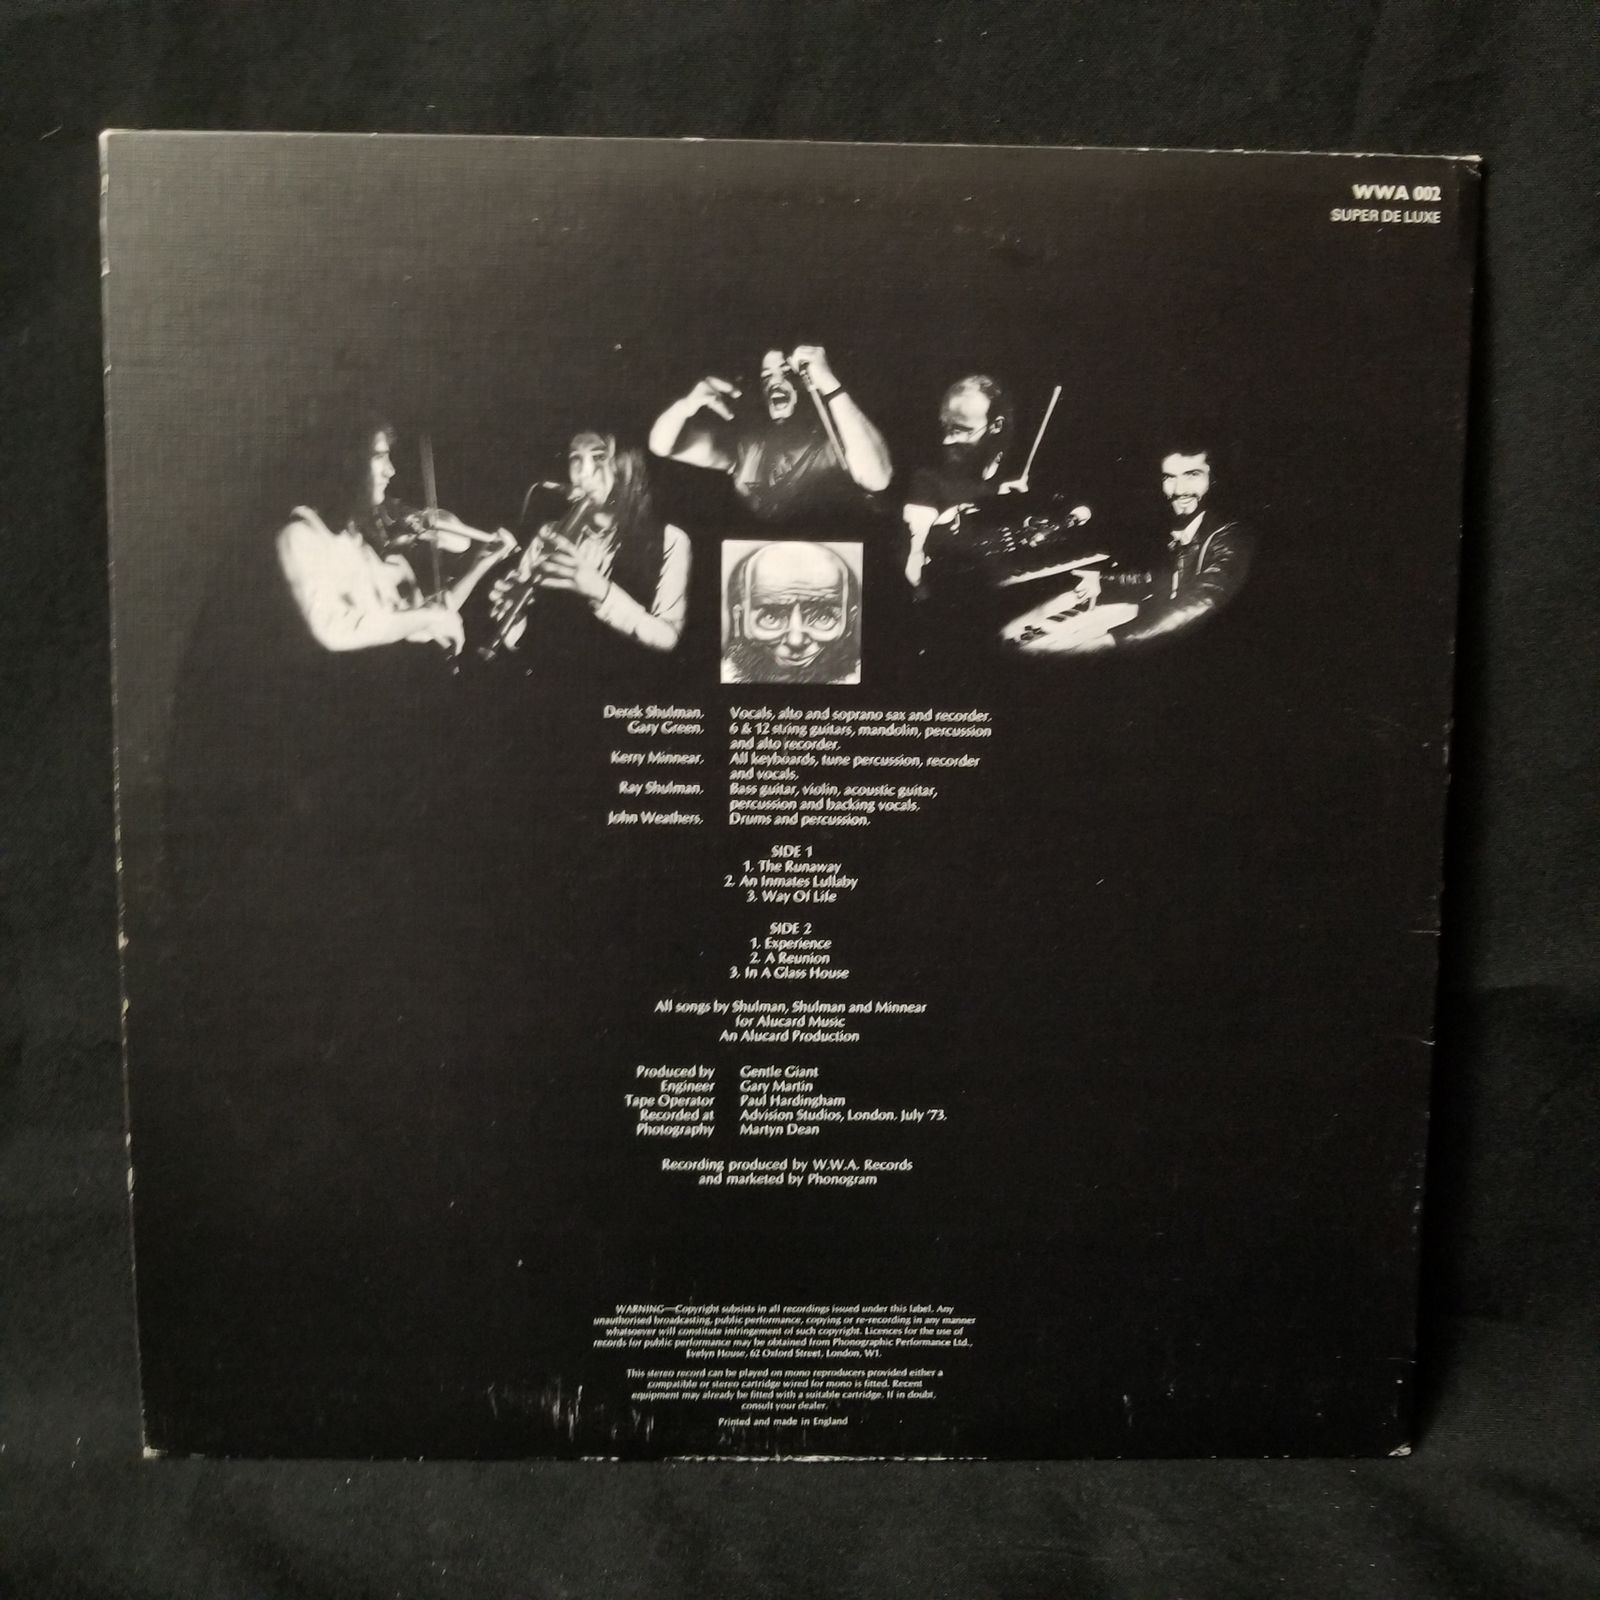 WWA 002
SUPER DE LUXE
Derek Shulman. Vocals, alto and soprano sax and recorder.
Gary Green. 6 & 12 string guitars, mandolin, percussion
and alto recorder.
Kerry Minnear. All keyboards, tune percussion, recorder
and vocals.
Ray Shulman. Bass guitar, violin, acoustic guitar,
percussion and backing vocals.
John Weathers. Drums and percussion.
SIDE 1
1. The Runaway
2. An Inmates Lullaby
3. Way Of Life
SIDE 2
1. Experience
2. A Reunion
3. In A Glass House
All songs by Shulman, Shulman and Minnear
for Alucard Music
An Alucard Production
Produced by Gentle Giant
Engineer Gary Martin
Tape Operator Paul Hardingham
Recorded at Advision Studios, London. July '73.
Photography Martyn Dean
Recording produced by W.W.A. Records
and marketed by Phonogram
WARNING—Copyright subsists in all recordings issued under this label. Any
unauthorised broadcasting, public performance, copying or re-recording in any manner
whatsoever will constitute infringement of such copyright. Licences for the use of
records for public performance may be obtained from Phonographic Performance Ltd.,
Evelyn House, 62 Oxford Street, London, W1.
This stereo record can be played on mono reproducers provided either a
compatible or stereo cartridge wired for mono is fitted. Recent
equipment may already be fitted with a suitable cartridge. If in doubt,
consult your dealer.
Printed and made in England